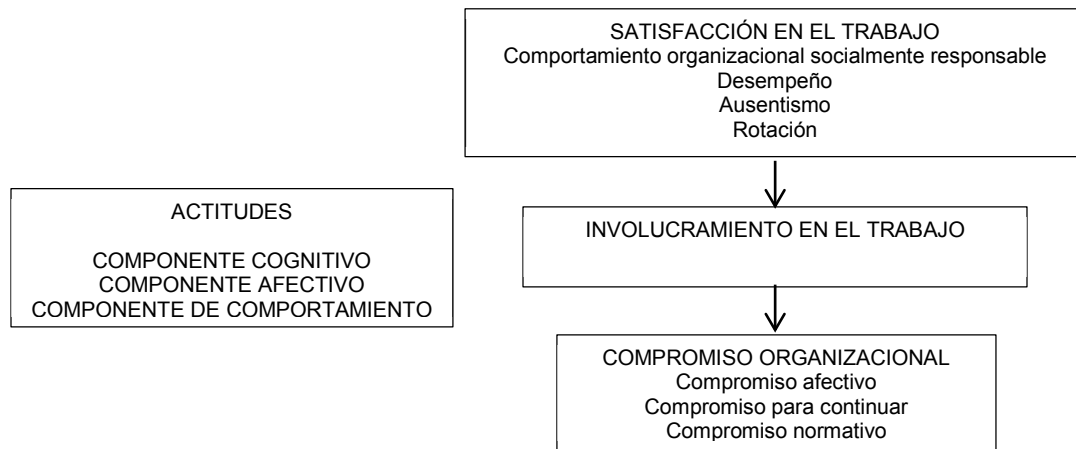 SATISFACCIÓN EN EL TRABAJO
Comportamiento organizacional socialmente responsable
Desempeño
Ausentismo
Rotación
ACTITUDES
COMPONENTE COGNITIVO
COMPONENTE AFECTIVO
COMPONENTE DE COMPORTAMIENTO
INVOLUCRAMIENTO EN EL TRABAJO
COMPROMISO ORGANIZACIONAL
Compromiso afectivo
Compromiso para continuar
Compromiso normativo